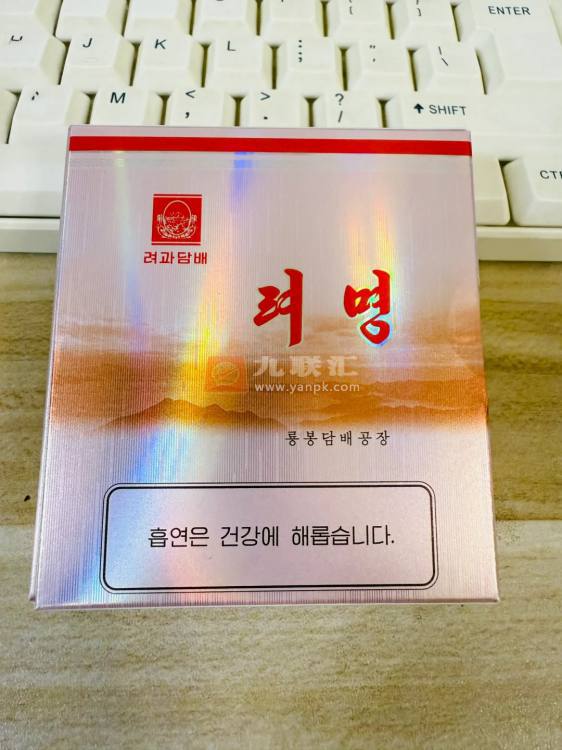 ENTER
J
K
L
:
;
"
'
{
[
M
<
,
>
.
?
/
SHIFT
CT
려과담배
려명
九联汇
www.yanpk.com
룡봉담배공장
흡연은 건강에 해롭습니다.